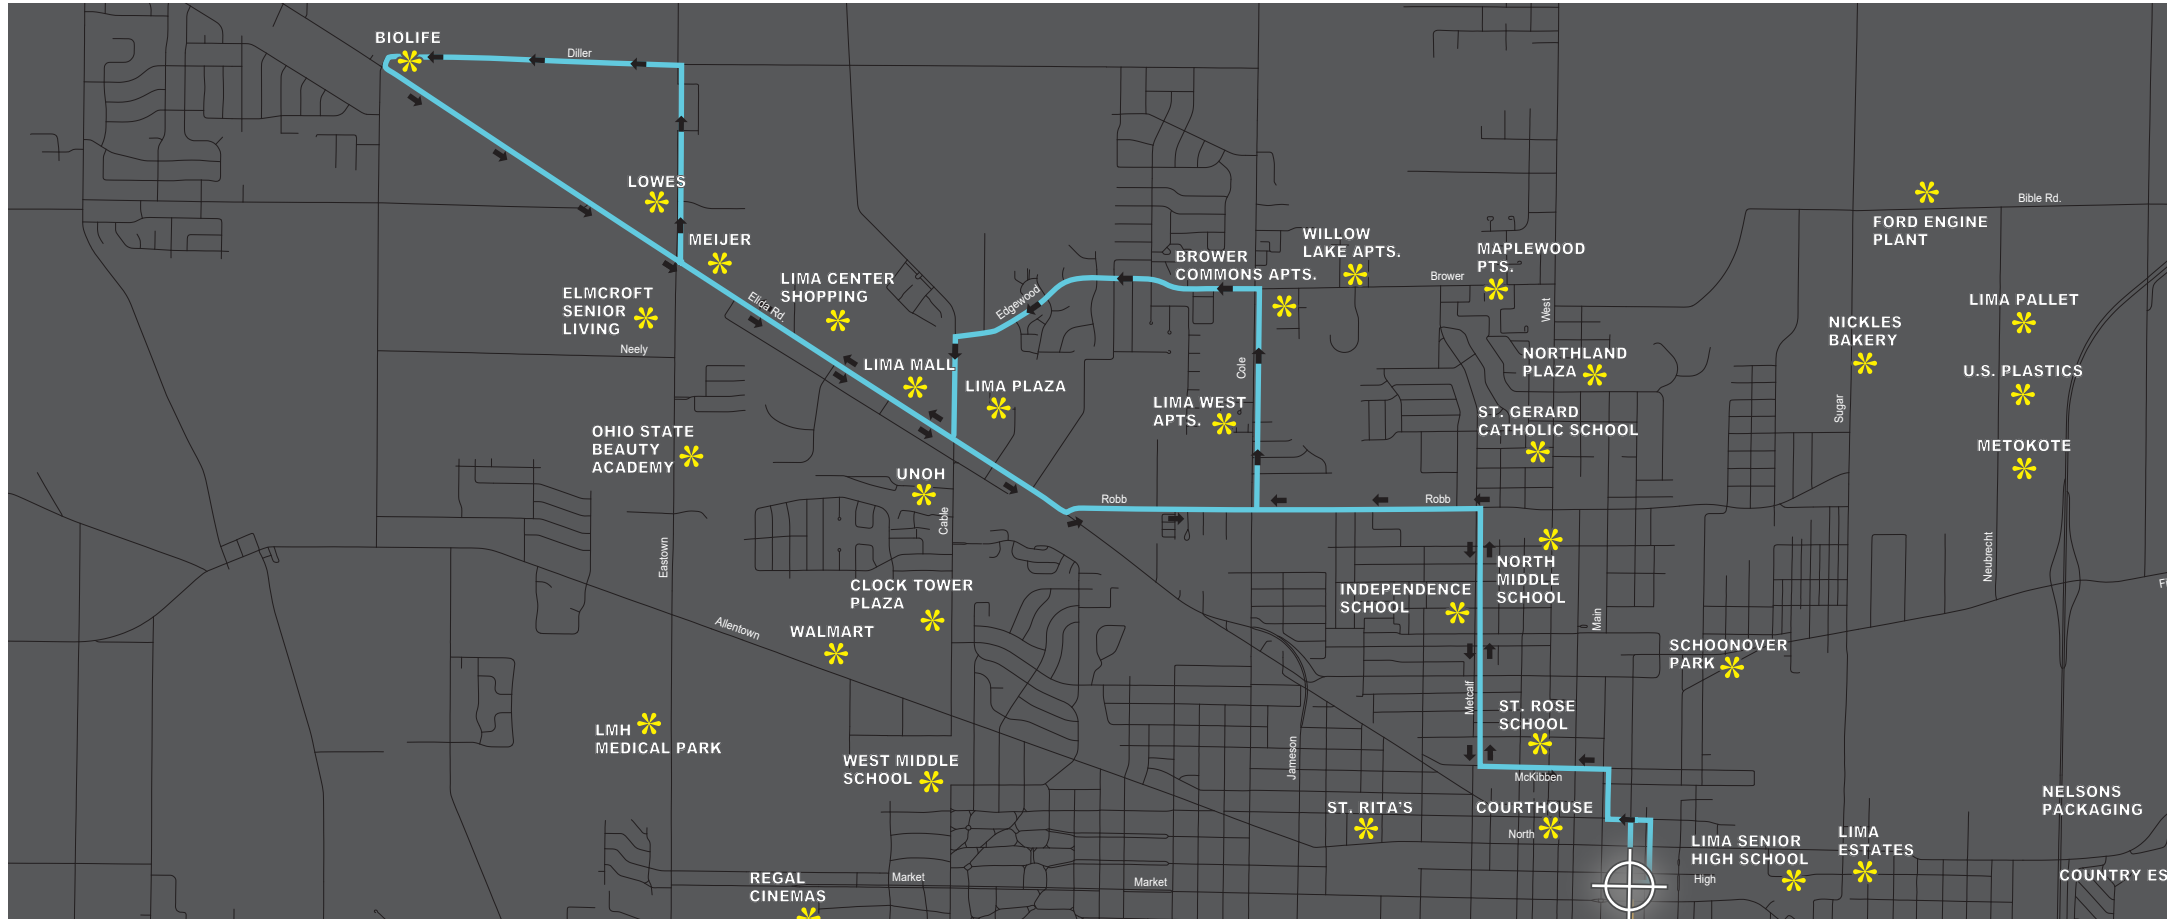 BIOLIFE
Diller
LOWES
MEIJER
ELMCROFT
SENIOR
LIVING
Neely
LIMA CENTER
SHOPPING
Elida Rd.
LIMA MALL
LIMA PLAZA
Edgewood
BROWER
COMMONS APTS.
WILLOW
LAKE APTS.
Brower
MAPLEWOOD
PTS.
West
Bible Rd.
FORD ENGINE
PLANT
LIMA PALLET
NICKLES
BAKERY
U.S. PLASTICS
METOKOTE
Sugar
Neubrecht
NORTHLAND
PLAZA
ST. GERARD
CATHOLIC SCHOOL
Cole
LIMA WEST
APTS.
OHIO STATE
BEAUTY
ACADEMY
UNOH
Cable
Eastown
Robb
Robb
NORTH
MIDDLE
SCHOOL
INDEPENDENCE
SCHOOL
Main
CLOCK TOWER
PLAZA
WALMART
Allentown
SCHOONOVER
PARK
Metcalf
ST. ROSE
SCHOOL
LMH
MEDICAL PARK
WEST MIDDLE
SCHOOL
Jameson
McKibben
ST. RITA'S
COURTHOUSE
North
NELSONS
PACKAGING
LIMA SENIOR
HIGH SCHOOL
High
LIMA
ESTATES
COUNTRY ES
REGAL
CINEMAS
Market
Market